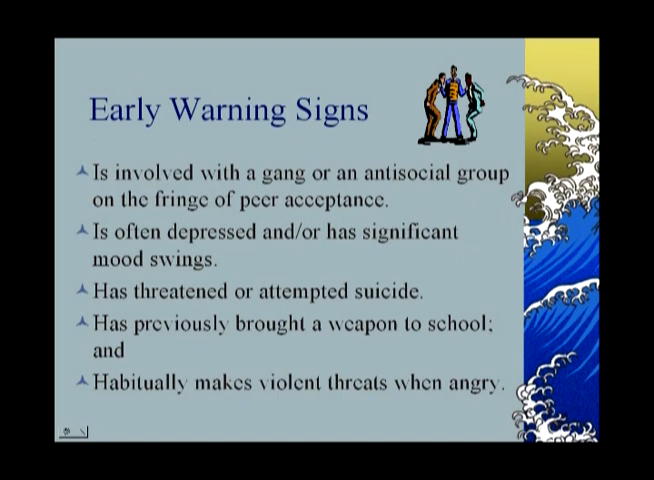 Early Warning Signs
Is involved with a gang or an antisocial group
on the fringe of peer acceptance.
Is often depressed and/or has significant
mood swings.
Has threatened or attempted suicide.
Has previously brought a weapon to school;
and
Habitually makes violent threats when angry.